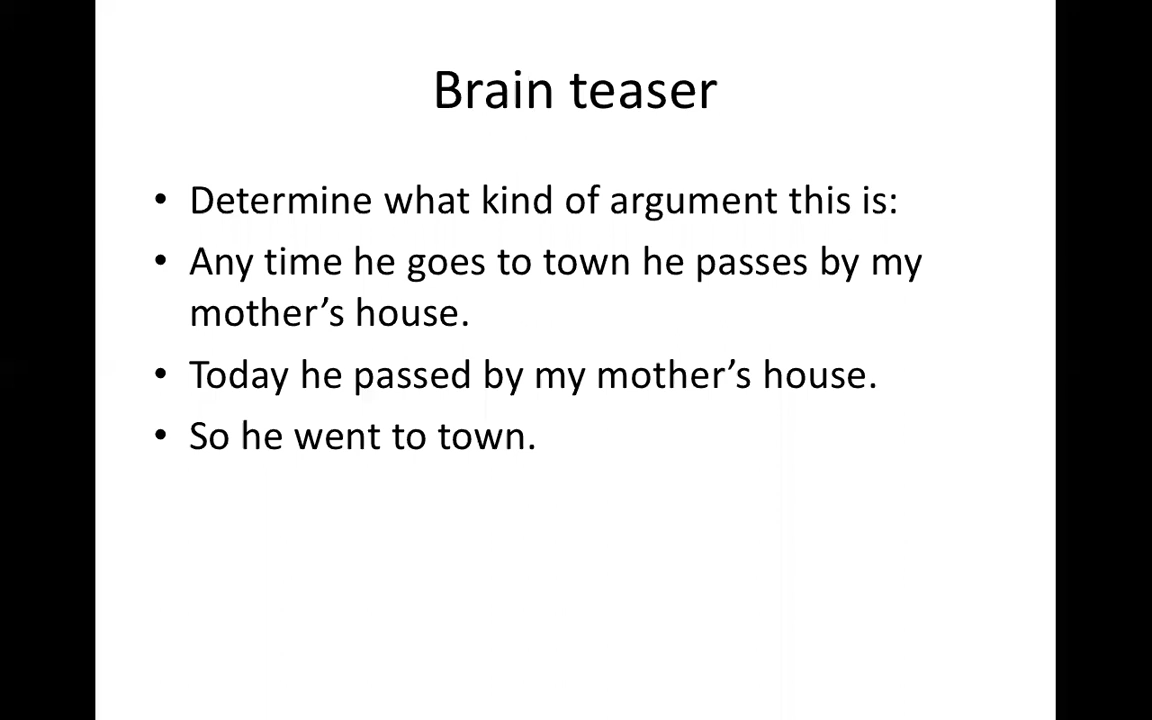 Brain teaser
• Determine what kind of argument this is:
• Any time he goes to town he passes by my
mother’s house.
• Today he passed by my mother’s house.
• So he went to town.